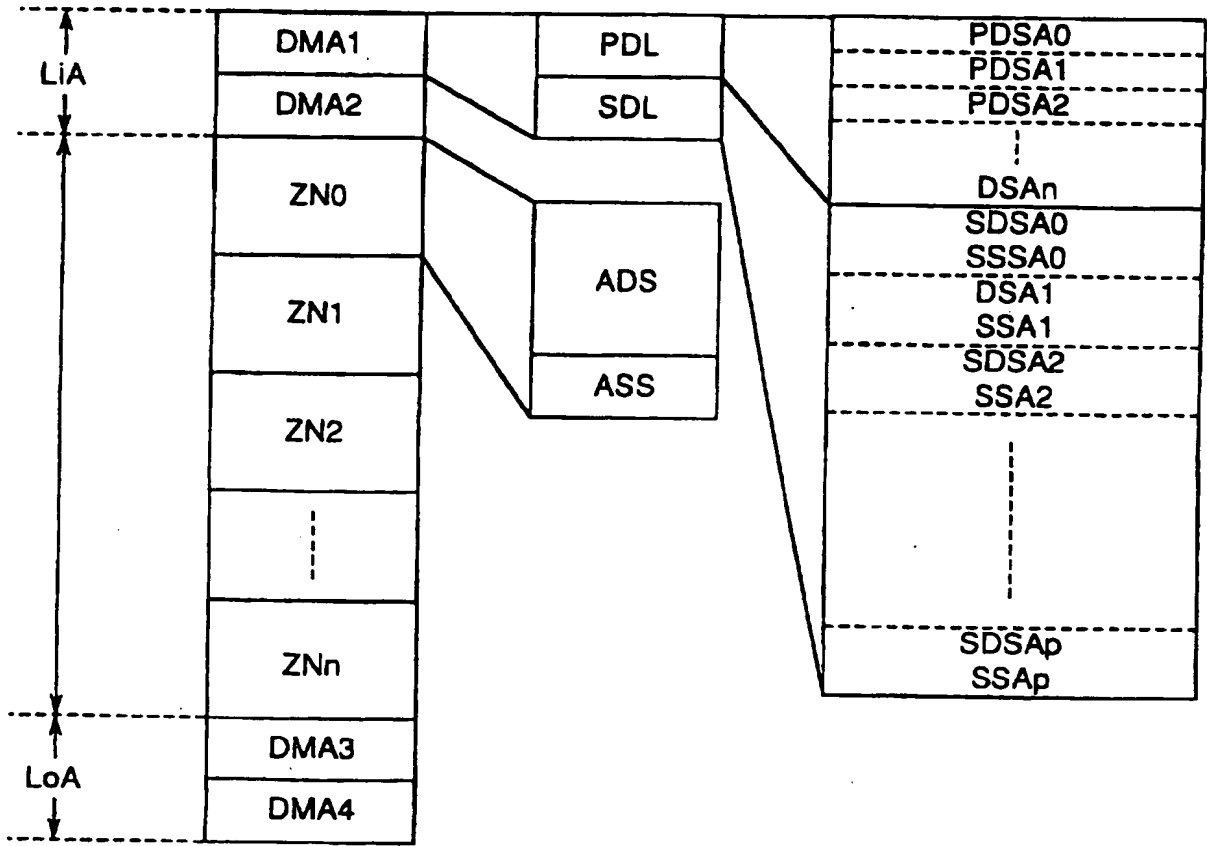 LiA
DMA1
DMA2
ZN0
ZN1
ZN2
ZNn
LoA
DMA3
DMA4
PDL
SDL
ADS
ASS
PDSA0
PDSA1
PDSA2
DSAn
SDSA0
SSSA0
DSA1
SSA1
SDSA2
SSA2
SDSAp
SSAp